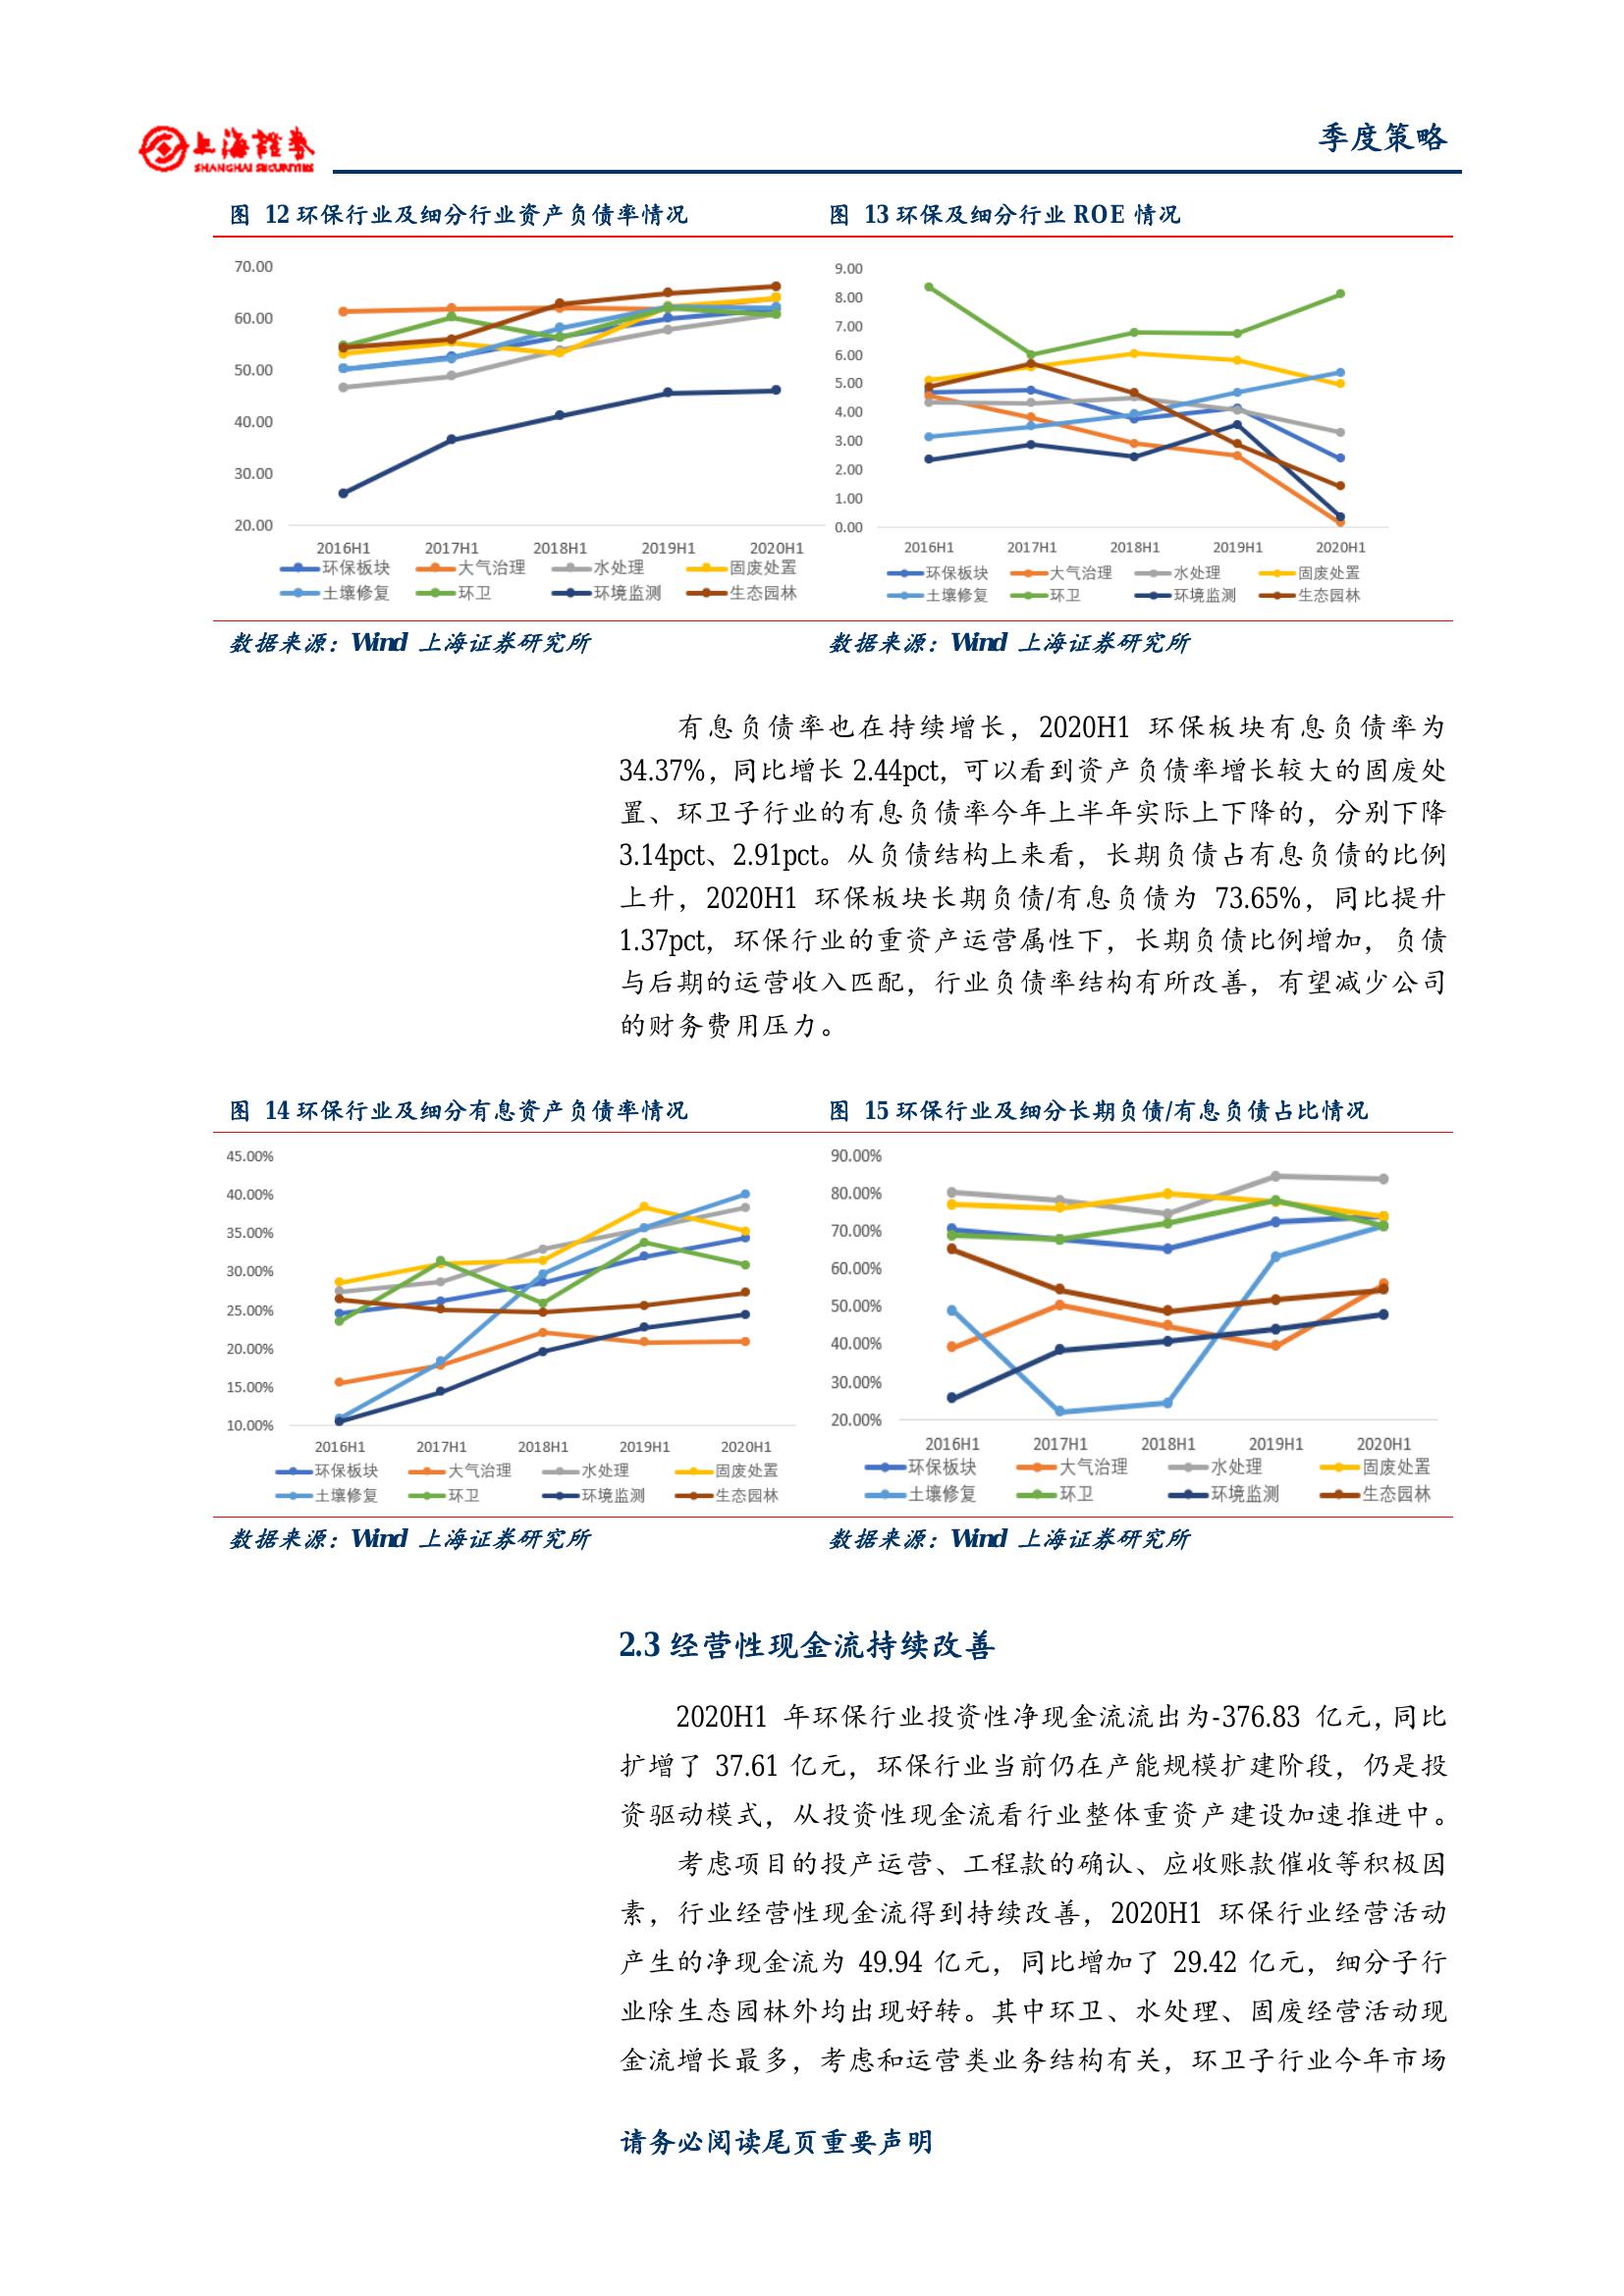 上海證券
SHANGHAI SECURITIES
季度策略
图 12 环保行业及细分行业资产负债率情况
图 13 环保及细分行业 ROE 情况
70.00
60.00
50.00
40.00
30.00
20.00
2016H1 2017H1 2018H1 2019H1 2020H1
环保板块 大气治理 水处理 固废处置
土壤修复 环卫 环境监测 生态园林
9.00
8.00
7.00
6.00
5.00
4.00
3.00
2.00
1.00
0.00
2016H1 2017H1 2018H1 2019H1 2020H1
环保板块 大气治理 水处理 固废处置
土壤修复 环卫 环境监测 生态园林
数据来源：Wind 上海证券研究所
数据来源：Wind 上海证券研究所
有息负债率也在持续增长，2020H1 环保板块有息负债率为
34.37%，同比增长 2.44pct，可以看到资产负债率增长较大的固废处
置、环卫子行业的有息负债率今年上半年实际上下降的，分别下降
3.14pct、2.91pct。从负债结构上来看，长期负债占有息负债的比例
上升，2020H1 环保板块长期负债/有息负债为 73.65%，同比提升
1.37pct，环保行业的重资产运营属性下，长期负债比例增加，负债
与后期的运营收入匹配，行业负债率结构有所改善，有望减少公司
的财务费用压力。
图 14 环保行业及细分有息资产负债率情况
图 15 环保行业及细分长期负债/有息负债占比情况
45.00%
40.00%
35.00%
30.00%
25.00%
20.00%
15.00%
10.00%
2016H1 2017H1 2018H1 2019H1 2020H1
环保板块 大气治理 水处理 固废处置
土壤修复 环卫 环境监测 生态园林
90.00%
80.00%
70.00%
60.00%
50.00%
40.00%
30.00%
20.00%
2016H1 2017H1 2018H1 2019H1 2020H1
环保板块 大气治理 水处理 固废处置
土壤修复 环卫 环境监测 生态园林
数据来源：Wind 上海证券研究所
数据来源：Wind 上海证券研究所
2.3 经营性现金流持续改善
2020H1 年环保行业投资性净现金流流出为-376.83 亿元，同比
扩增了 37.61 亿元，环保行业当前仍在产能规模扩建阶段，仍是投
资驱动模式，从投资性现金流看行业整体重资产建设加速推进中。
考虑项目的投产运营、工程款的确认、应收账款催收等积极因
素，行业经营性现金流得到持续改善，2020H1 环保行业经营活动
产生的净现金流为 49.94 亿元，同比增加了 29.42 亿元，细分子行
业除生态园林外均出现好转。其中环卫、水处理、固废经营活动现
金流增长最多，考虑和运营类业务结构有关，环卫子行业今年市场
请务必阅读尾页重要声明